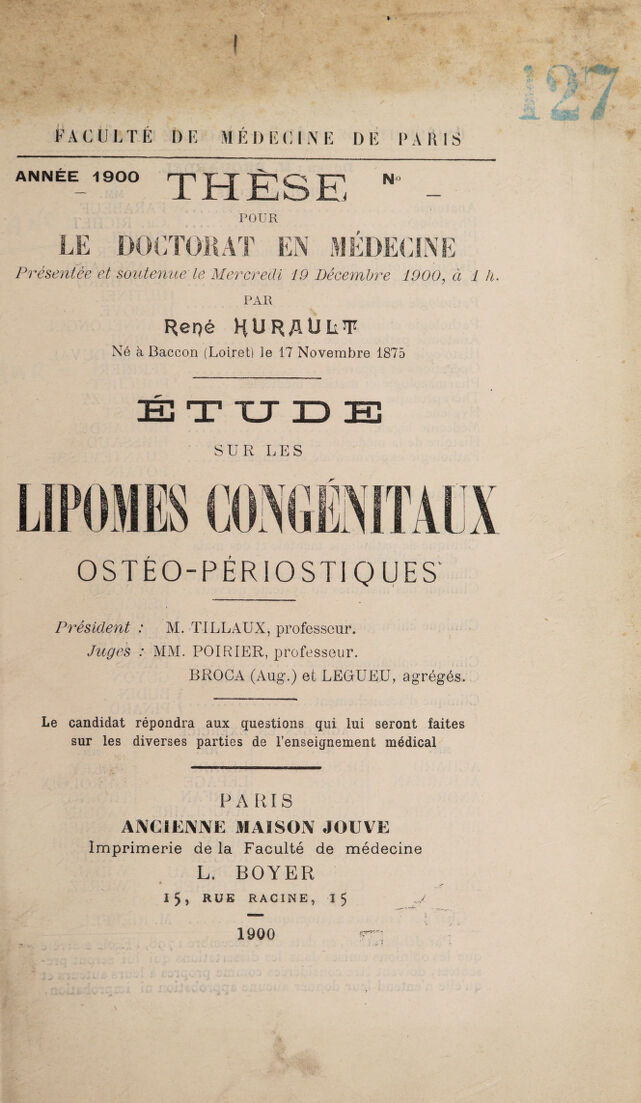 127
FACULTÉ DE MÉDECINE DE PARIS
ANNÉE 1900 THÈSE No
POUR
LE DOCTORAT EN MÉDECINE
Présentée et soutenue le Mercredi 19 Décembre 1900, à 1 h.
PAR
René HURAULT
Né à Baccon (Loiret) le 17 Novembre 1875
ÉTUDE
SUR LES
LIPOMES CONGÉNITAUX
OSTÉO-PÉRIOSTIQUES
Président : M. TILLAUX, professeur.
Juges : MM. POIRIER, professeur.
BROCA (Aug.) et LEGUEU, agrégés.
Le candidat répondra aux questions qui lui seront faites
sur les diverses parties de l'enseignement médical
PARIS
ANCIENNE MAISON JOUVE
Imprimerie de la Faculté de médecine
L. BOYER
15, RUE RACINE, 15
1900